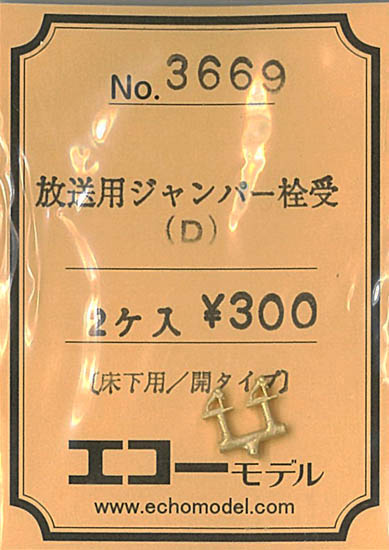 No. 3669
放送用ジャンパー栓受
(D)
2ケ入 ¥300
〔床下用/開タイプ〕
エコーモデル
www.echomodel.com